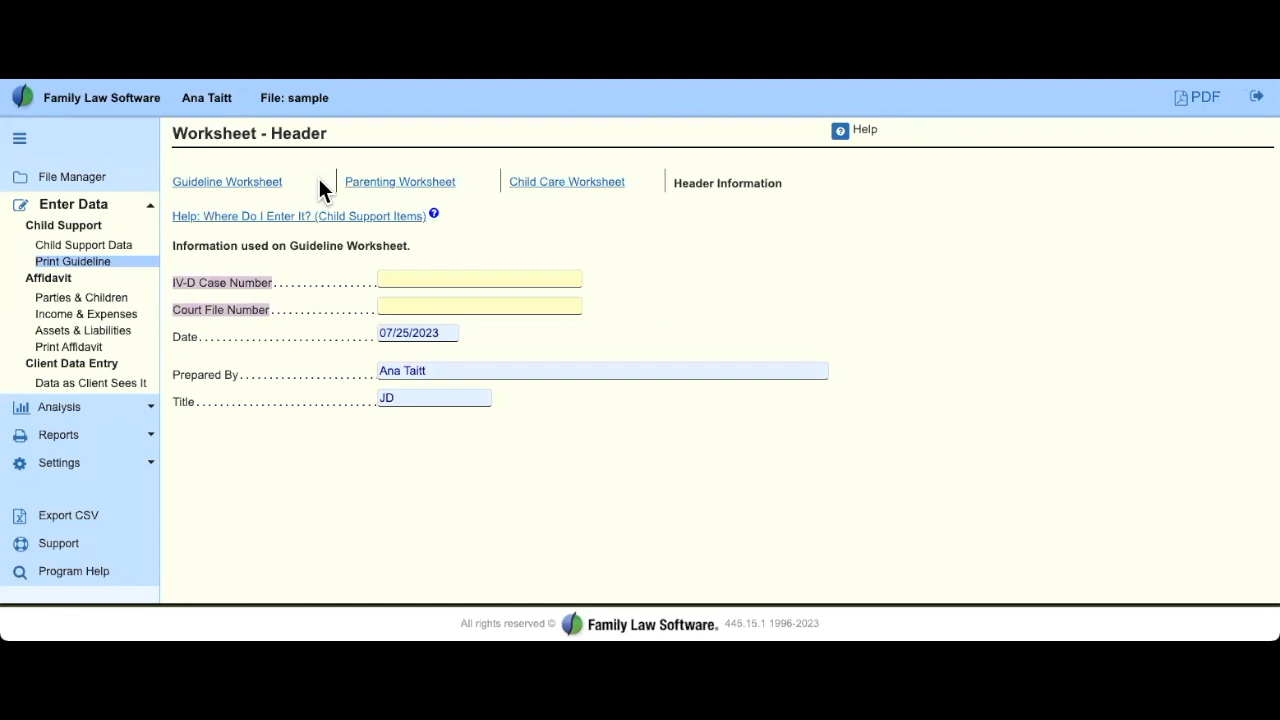 Family Law Software Ana Taitt File: sample PDF
Worksheet - Header Help
Guideline Worksheet Parenting Worksheet Child Care Worksheet Header Information
Help: Where Do I Enter It? (Child Support Items)
Information used on Guideline Worksheet.
IV-D Case Number
Court File Number
Date 07/25/2023
Prepared By Ana Taitt
Title JD
File Manager
Enter Data
Child Support
Child Support Data
Print Guideline
Affidavit
Parties & Children
Income & Expenses
Assets & Liabilities
Print Affidavit
Client Data Entry
Data as Client Sees It
Analysis
Reports
Settings
Export CSV
Support
Program Help
All rights reserved © Family Law Software. 445.15.1 1996-2023